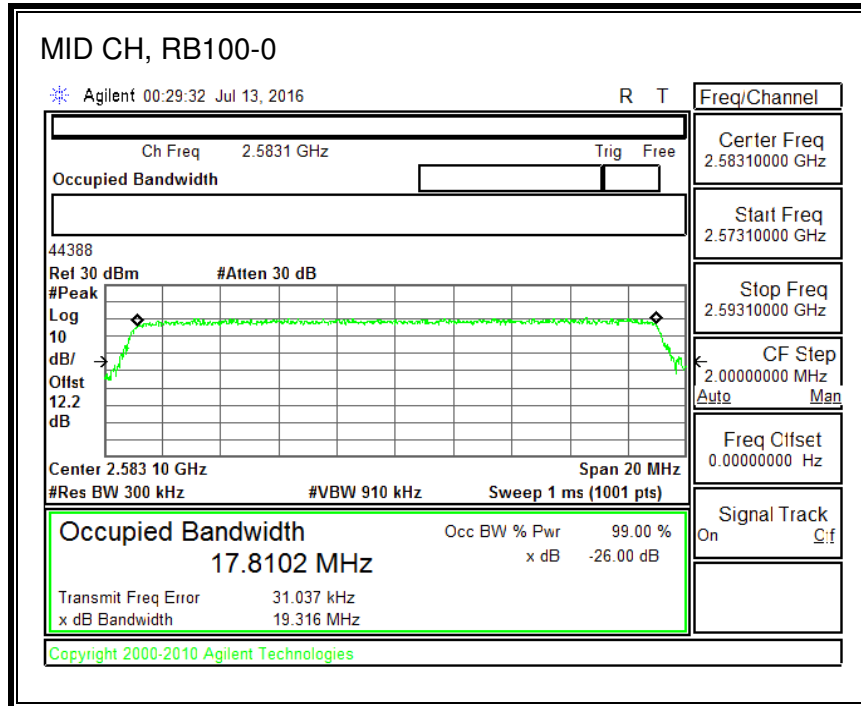 MID CH, RB100-0
Agilent 00:29:32 Jul 13, 2016 R T
Freq/Channel
Ch Freq 2.5831 GHz Trig Free
Occupied Bandwidth
Center Freq
2.58310000 GHz
Start Freq
2.57310000 GHz
Stop Freq
2.59310000 GHz
CF Step
2.00000000 MHz
Auto Man
Freq Offset
0.00000000 Hz
Signal Track
On Off
44388
Ref 30 dBm #Atten 30 dB
#Peak
Log
10
dB/
Offst
12.2
dB
Center 2.583 10 GHz Span 20 MHz
#Res BW 300 kHz #VBW 910 kHz Sweep 1 ms (1001 pts)
Occupied Bandwidth Occ BW % Pwr 99.00 %
17.8102 MHz x dB -26.00 dB
Transmit Freq Error 31.037 kHz
x dB Bandwidth 19.316 MHz
Copyright 2000-2010 Agilent Technologies